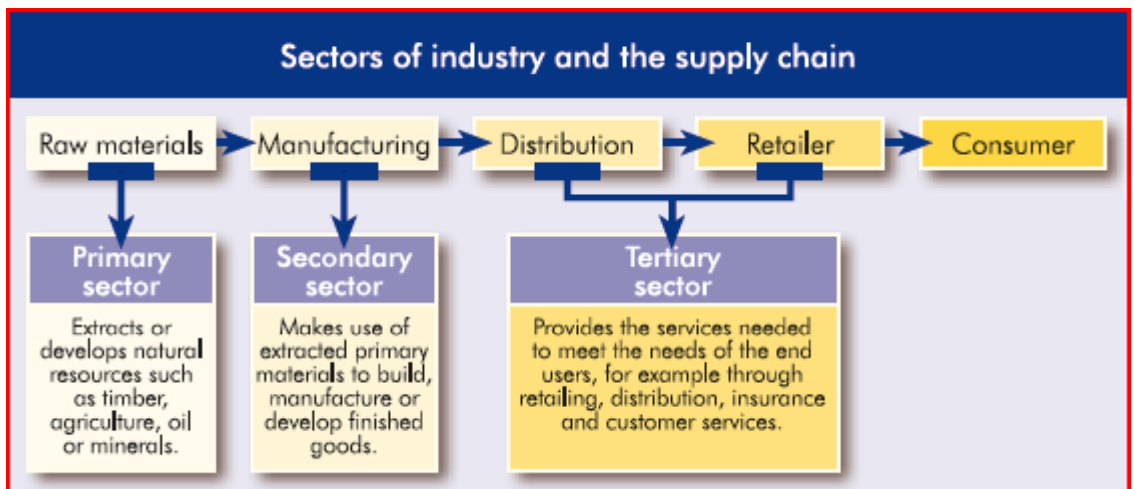 Sectors of industry and the supply chain
Raw materials
Manufacturing
Distribution
Retailer
Consumer
Primary
sector
Extracts or
develops natural
resources such
as timber,
agriculture, oil
or minerals.
Secondary
sector
Makes use of
extracted primary
materials to build,
manufacture or
develop finished
goods.
Tertiary
sector
Provides the services needed
to meet the needs of the end
users, for example through
retailing, distribution, insurance
and customer services.